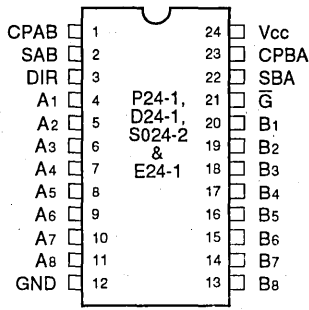 CPAB 1 24 Vcc
SAB 2 23 CPBA
DIR 3 22 SBA
A1 4 P24-1, 21 G̅
A2 5 D24-1, 20 B1
A3 6 S024-2 19 B2
A4 7 & 18 B3
A5 8 E24-1 17 B4
A6 9 16 B5
A7 10 15 B6
A8 11 14 B7
GND 12 13 B8